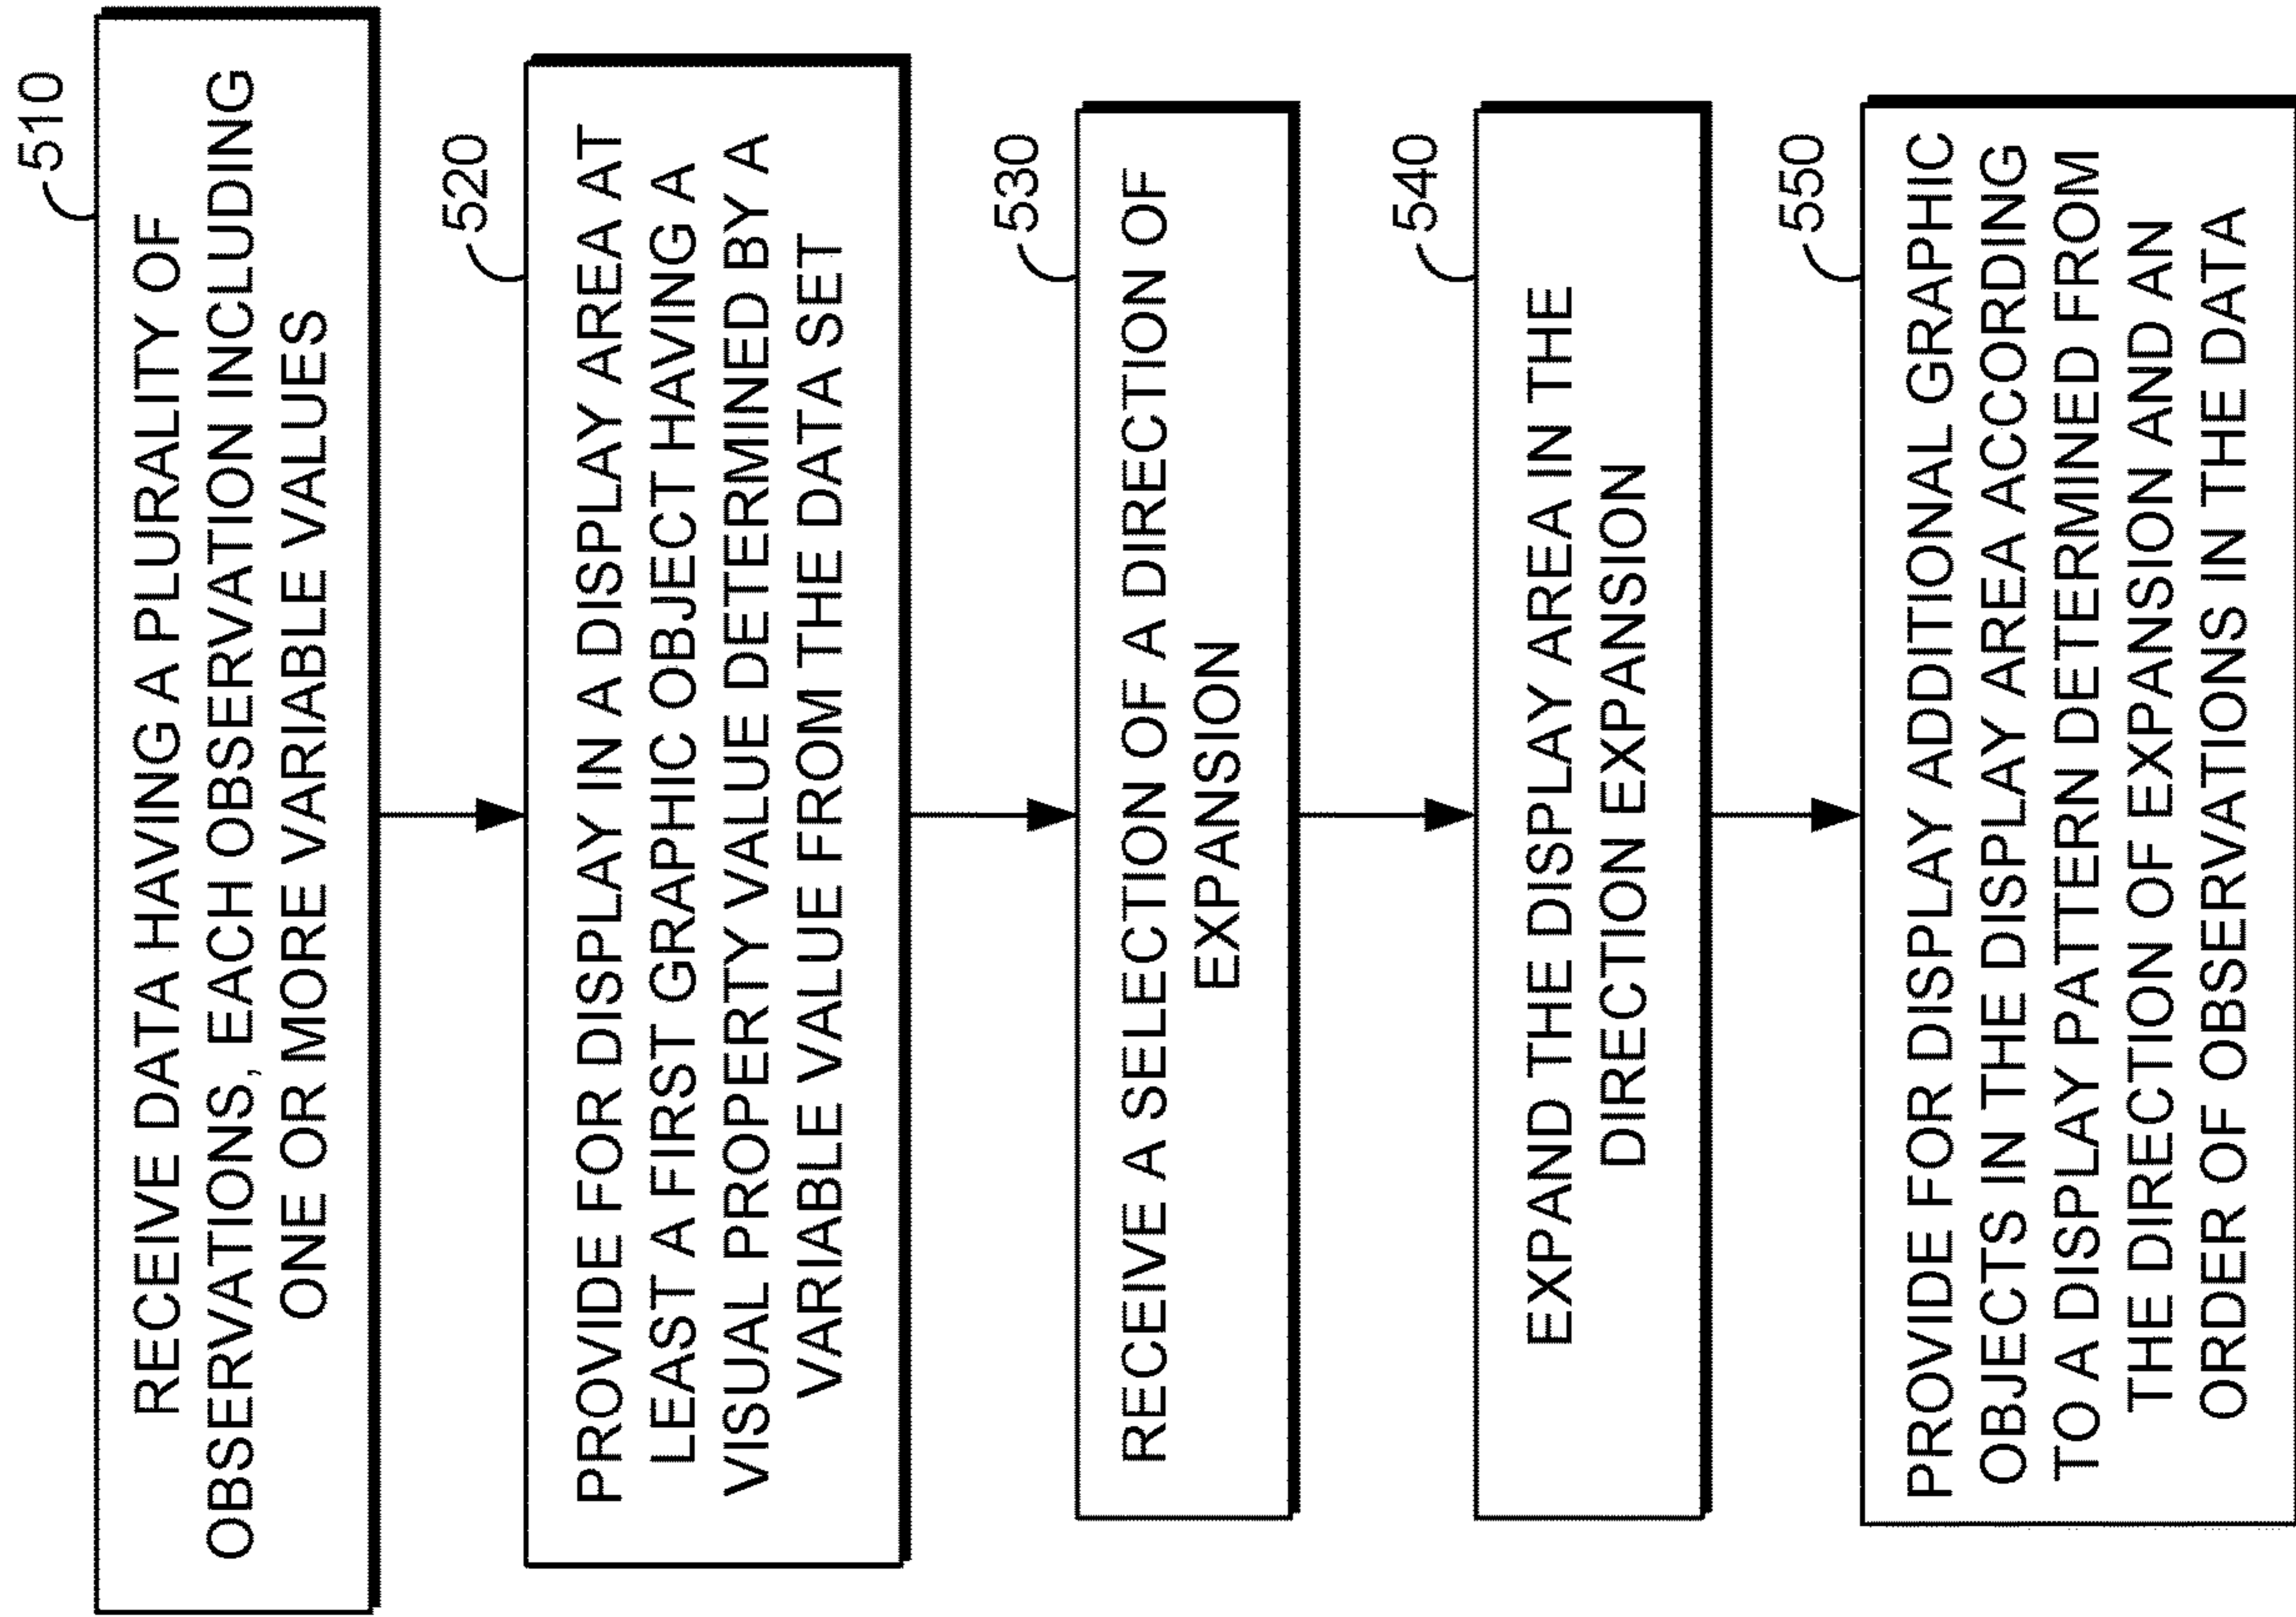 510
RECEIVE DATA HAVING A PLURALITY OF
OBSERVATIONS, EACH OBSERVATION INCLUDING
ONE OR MORE VARIABLE VALUES
520
PROVIDE FOR DISPLAY IN A DISPLAY AREA AT
LEAST A FIRST GRAPHIC OBJECT HAVING A
VISUAL PROPERTY VALUE DETERMINED BY A
VARIABLE VALUE FROM THE DATA SET
530
RECEIVE A SELECTION OF A DIRECTION OF
EXPANSION
540
EXPAND THE DISPLAY AREA IN THE
DIRECTION EXPANSION
550
PROVIDE FOR DISPLAY ADDITIONAL GRAPHIC
OBJECTS IN THE DISPLAY AREA ACCORDING
TO A DISPLAY PATTERN DETERMINED FROM
THE DIRECTION OF EXPANSION AND AN
ORDER OF OBSERVATIONS IN THE DATA